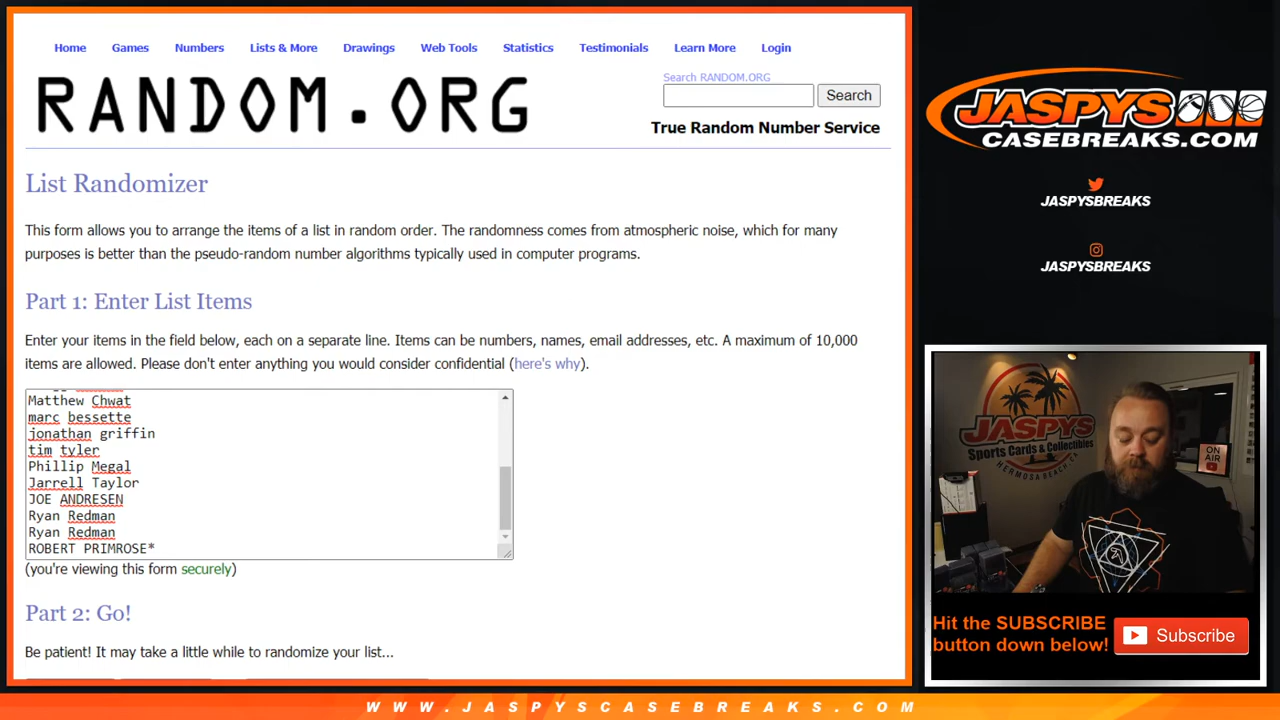 Home Games Numbers Lists & More Drawings Web Tools Statistics Testimonials Learn More Login
RANDOM.ORG
Search RANDOM.ORG
Search
True Random Number Service
List Randomizer
This form allows you to arrange the items of a list in random order. The randomness comes from atmospheric noise, which for many
purposes is better than the pseudo-random number algorithms typically used in computer programs.
Part 1: Enter List Items
Enter your items in the field below, each on a separate line. Items can be numbers, names, email addresses, etc. A maximum of 10,000
items are allowed. Please don't enter anything you would consider confidential (here's why).
Matthew Chwat
marc bessette
jonathan griffin
tim tyler
Phillip Megal
Jarrell Taylor
JOE ANDRESEN
Ryan Redman
Ryan Redman
ROBERT PRIMROSE*
(you're viewing this form securely)
Part 2: Go!
Be patient! It may take a little while to randomize your list...
JASPYS
CASEBREAKS.COM
JASPYSBREAKS
JASPYSBREAKS
JASPYS
Sports Cards & Collectibles
HERMOSA BEACH, CA
ON AIR
Hit the SUBSCRIBE
button down below!
Subscribe
WWW.JASPYSCASEBREAKS.COM